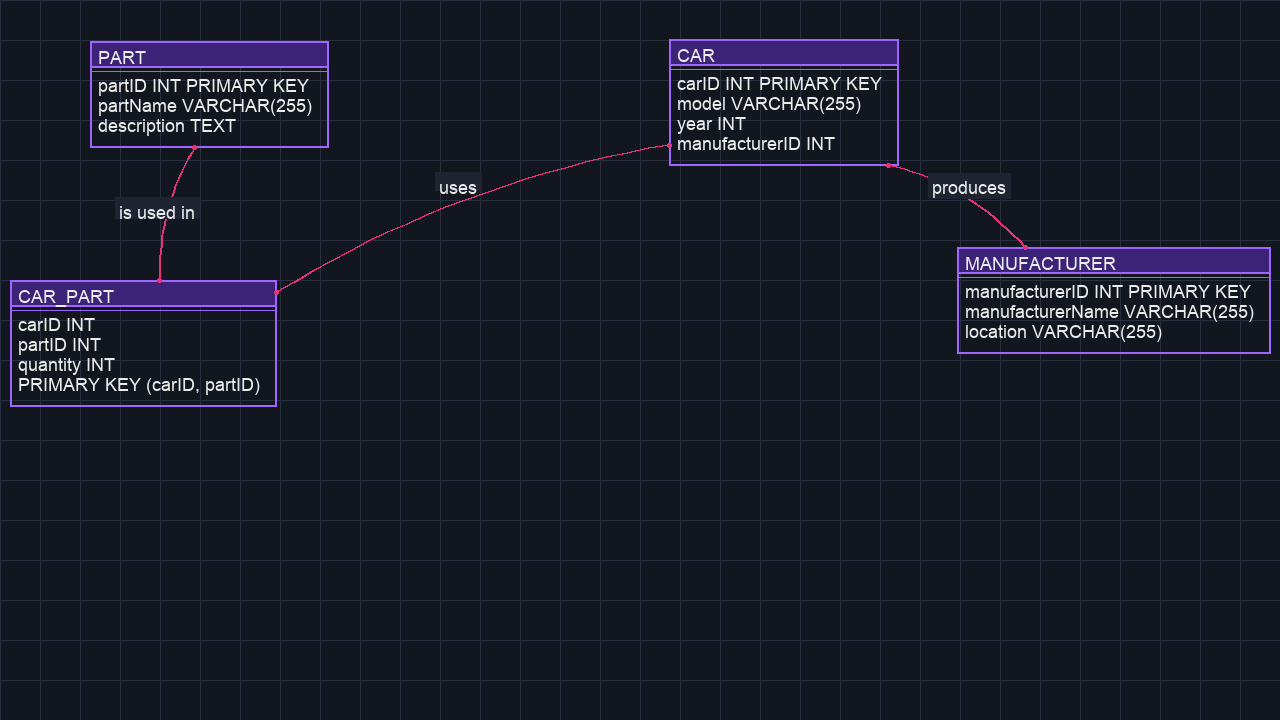 PART
partID INT PRIMARY KEY
partName VARCHAR(255)
description TEXT
CAR
carID INT PRIMARY KEY
model VARCHAR(255)
year INT
manufacturerID INT
uses
produces
is used in
MANUFACTURER
manufacturerID INT PRIMARY KEY
manufacturerName VARCHAR(255)
location VARCHAR(255)
CAR_PART
carID INT
partID INT
quantity INT
PRIMARY KEY (carID, partID)